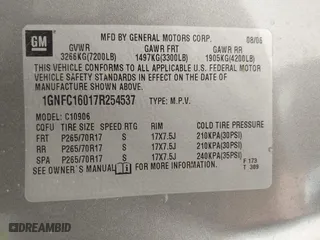 GM
MFD BY GENERAL MOTORS CORP. 08/06
GVWR GAWR FRT GAWR RR
3266KG(7200LB) 1497KG(3300LB) 1905KG(4200LB)
THIS VEHICLE CONFORMS TO ALL APPLICABLE U.S. FEDERAL MOTOR
VEHICLE SAFETY STANDARDS IN EFFECT ON THE DATE OF
MANUFACTURE SHOWN ABOVE.
1GNFC16017R254537 TYPE: M.P.V.
MODEL: C10906
TIRE SIZE SPEED RTG RIM COLD TIRE PRESSURE
FRT P265/70R17 S 17X7.5J 210KPA(30PSI)
RR P265/70R17 S 17X7.5J 210KPA(30PSI)
SPA P265/70R17 S 17X7.5J 240KPA(35PSI)
SEE OWNER'S MANUAL FOR MORE INFORMATION.
F 173
T 389
AUTOBIDMASTER